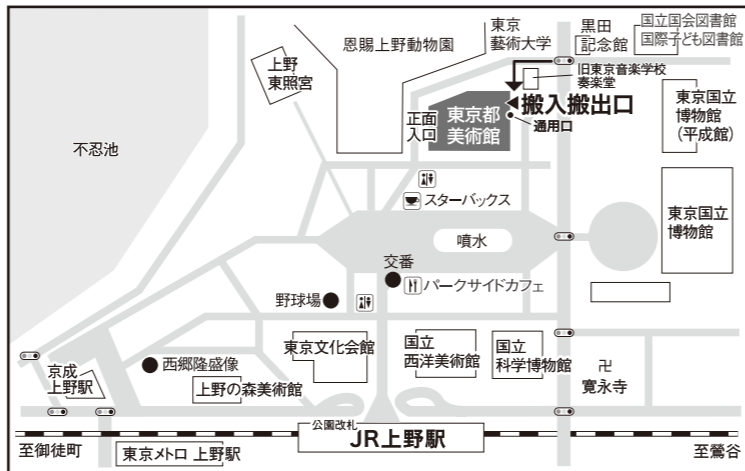 恩賜上野動物園
東京
藝術大学
黒田
記念館
国立国会図書館
国際子ども図書館
上野
東照宮
旧東京音楽学校
奏楽堂
搬入搬出口
通用口
正面
入口
東京都
美術館
東京国立
博物館
(平成館)
不忍池
スターバックス
東京国立
博物館
噴水
交番
パークサイドカフェ
野球場
東京文化会館
国立
西洋美術館
国立
科学博物館
卍
寛永寺
京成
上野駅
西郷隆盛像
上野の森美術館
公園改札
JR上野駅
至御徒町
東京メトロ 上野駅
至鶯谷